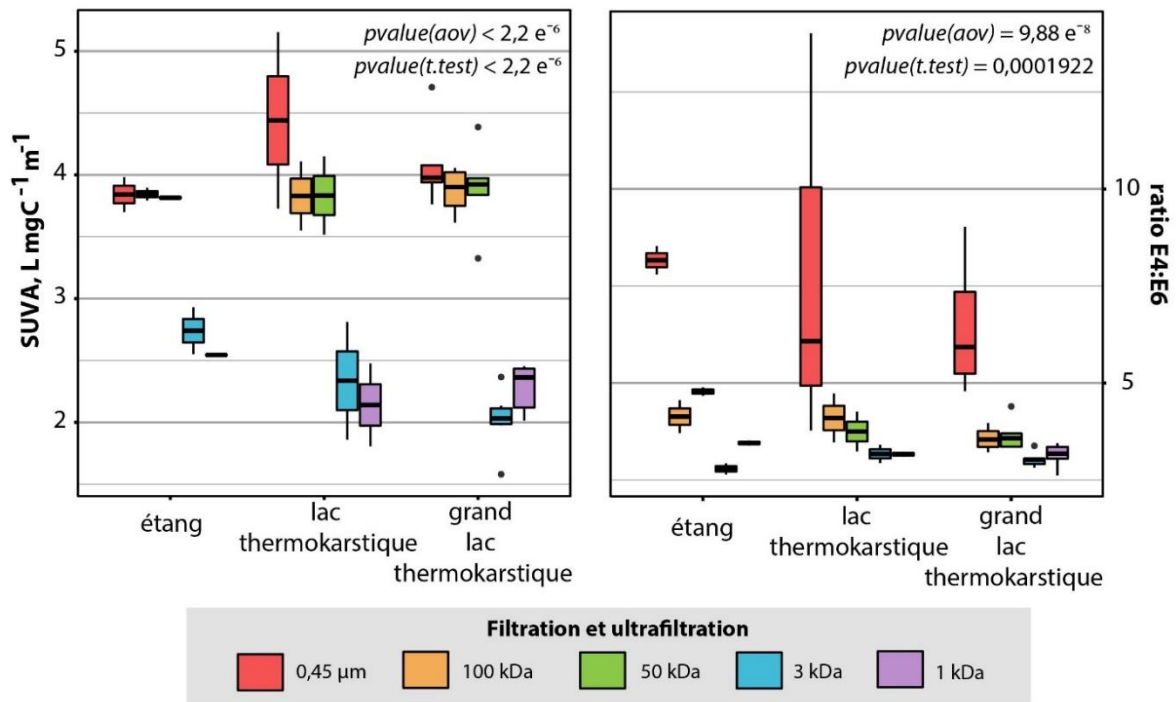 pvalue(aov) < 2,2 e⁻⁶
pvalue(t.test) < 2,2 e⁻⁶
SUVA, L mgC⁻¹ m⁻¹
5
4
3
2
étang
lac
thermokarstique
grand
lac
thermokarstique
pvalue(aov) = 9,88 e⁻⁸
pvalue(t.test) = 0,0001922
10
5
ratio E4:E6
étang
lac
thermokarstique
grand
lac
thermokarstique
Filtration et ultrafiltration
0,45 µm
100 kDa
50 kDa
3 kDa
1 kDa